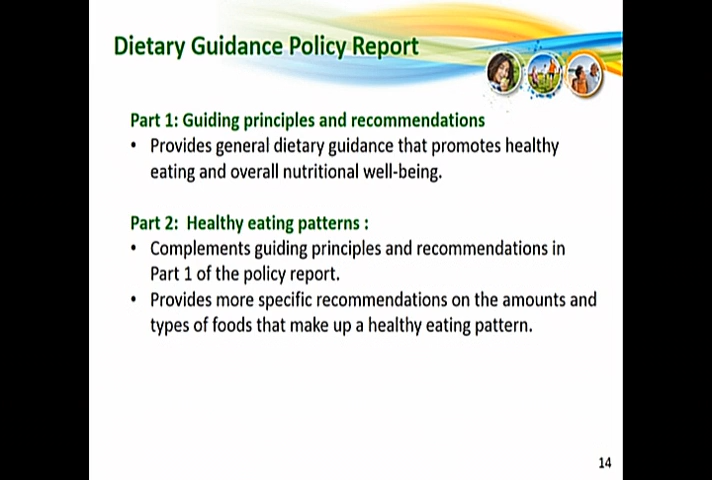 Dietary Guidance Policy Report
Part 1: Guiding principles and recommendations
• Provides general dietary guidance that promotes healthy
eating and overall nutritional well-being.
Part 2: Healthy eating patterns :
• Complements guiding principles and recommendations in
Part 1 of the policy report.
• Provides more specific recommendations on the amounts and
types of foods that make up a healthy eating pattern.
14